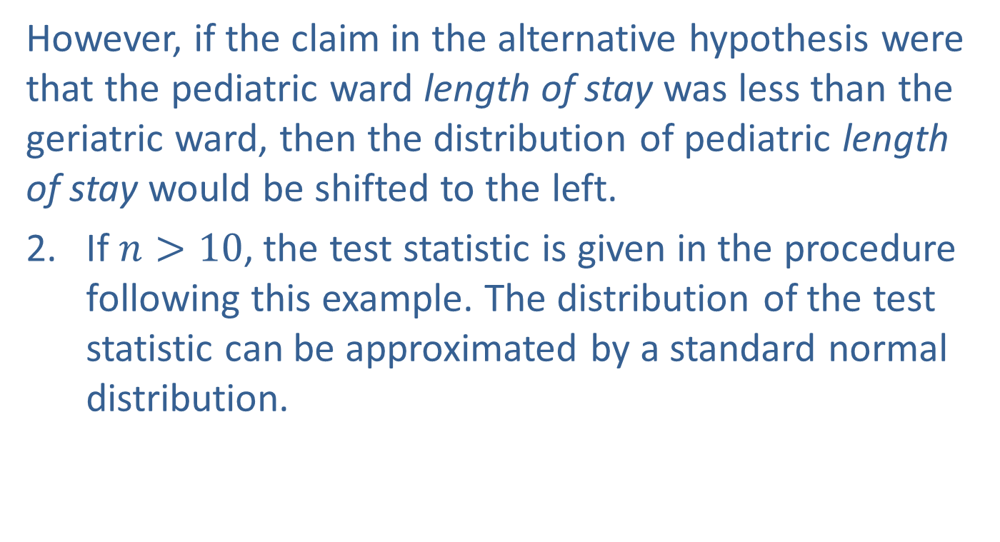 However, if the claim in the alternative hypothesis were
that the pediatric ward length of stay was less than the
geriatric ward, then the distribution of pediatric length
of stay would be shifted to the left.
2. If 𝑛 > 10, the test statistic is given in the procedure
following this example. The distribution of the test
statistic can be approximated by a standard normal
distribution.